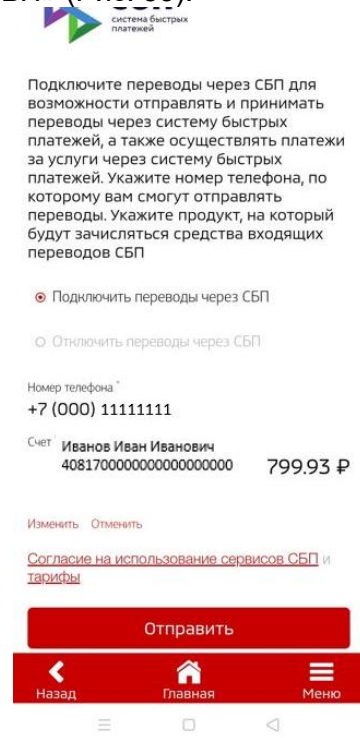 система быстрых
платежей
Подключите переводы через СБП для
возможности отправлять и принимать
переводы через систему быстрых
платежей, а также осуществлять платежи
за услуги через систему быстрых
платежей. Укажите номер телефона, по
которому вам смогут отправлять
переводы. Укажите продукт, на который
будут зачисляться средства входящих
переводов СБП
Подключить переводы через СБП
Отключить переводы через СБП
Номер телефона *
+7 (000) 11111111
Счет * Иванов Иван Иванович
4081700000000000000000 799.93 ₽
Изменить Отменить
Согласие на использование сервисов СБП и
тарифы
Отправить
Назад Главная Меню